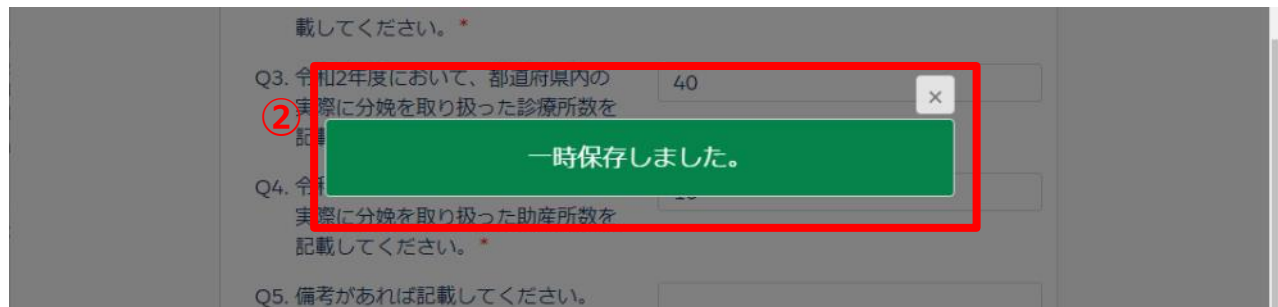 載してください。*
Q3. 令和2年度において、都道府県内の
40
×
②
実際に分娩を取り扱った診療所数を
一時保存しました。
Q4. 令
実際に分娩を取り扱った助産所数を
記載してください。*
Q5. 備考があれば記載してください。